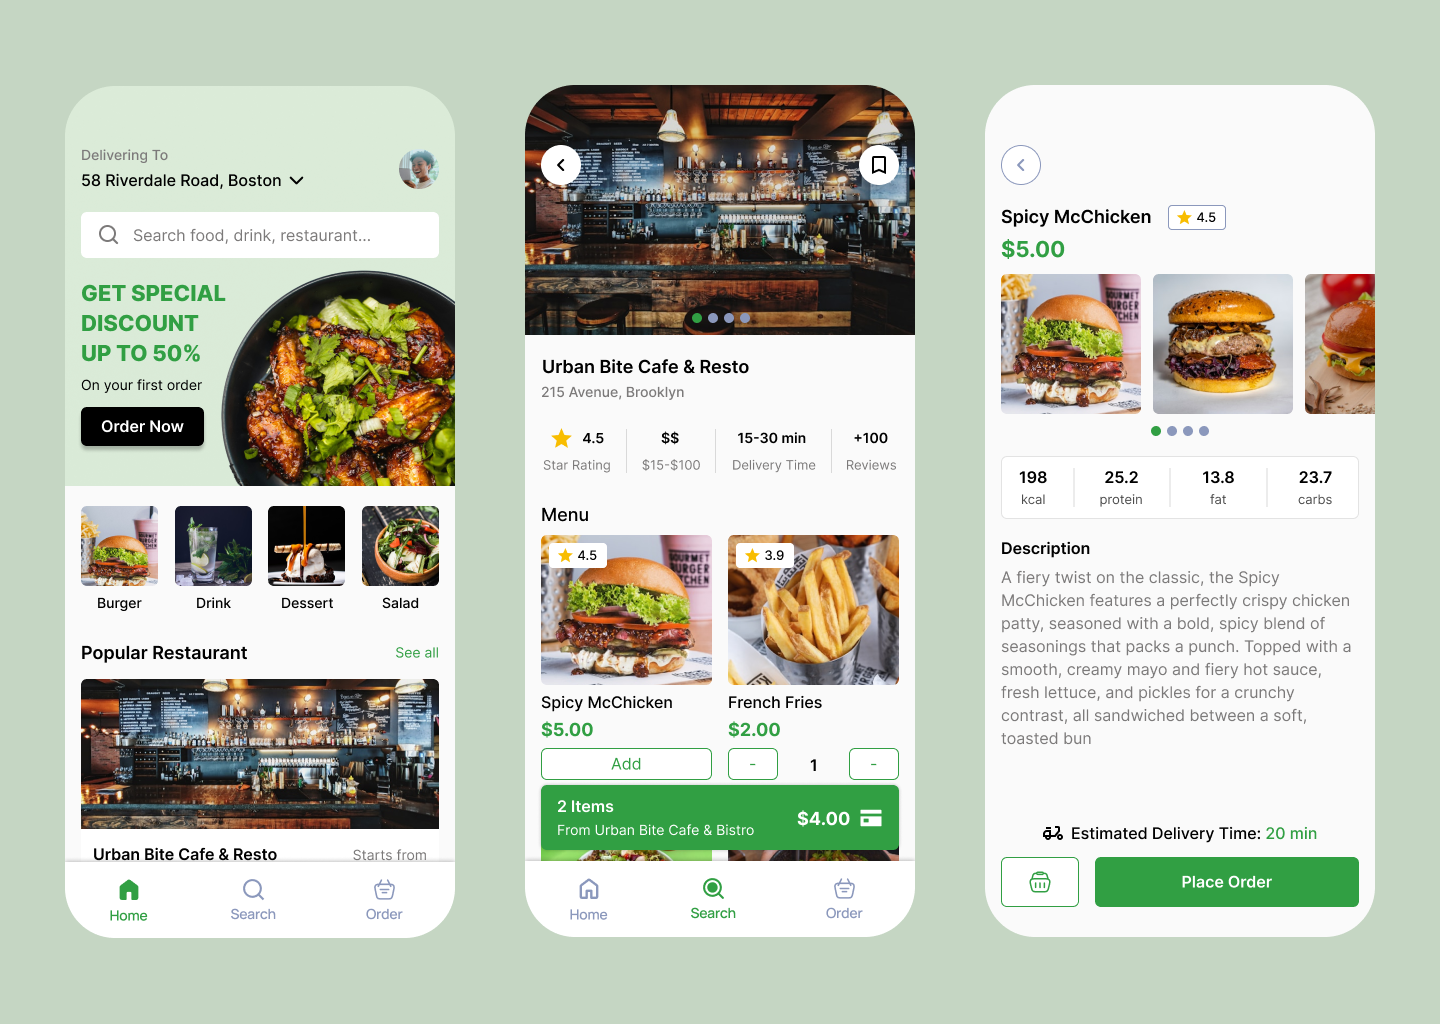 Delivering To
58 Riverdale Road, Boston
Search food, drink, restaurant...
GET SPECIAL
DISCOUNT
UP TO 50%
On your first order
Order Now
Burger
Drink
Dessert
Salad
Popular Restaurant
See all
Urban Bite Cafe & Resto
Starts from
Home
Search
Order
Urban Bite Cafe & Resto
215 Avenue, Brooklyn
4.5
Star Rating
$$
$15-$100
15-30 min
Delivery Time
+100
Reviews
Menu
4.5
GOURMET
BURGER
KITCHEN
3.9
Spicy McChicken
$5.00
Add
French Fries
$2.00
- 1 -
2 Items
From Urban Bite Cafe & Bistro
$4.00
Home
Search
Order
Spicy McChicken
4.5
$5.00
GOURMET
BURGER
KITCHEN
198
kcal
25.2
protein
13.8
fat
23.7
carbs
Description
A fiery twist on the classic, the Spicy
McChicken features a perfectly crispy chicken
patty, seasoned with a bold, spicy blend of
seasonings that packs a punch. Topped with a
smooth, creamy mayo and fiery hot sauce,
fresh lettuce, and pickles for a crunchy
contrast, all sandwiched between a soft,
toasted bun
Estimated Delivery Time: 20 min
Place Order